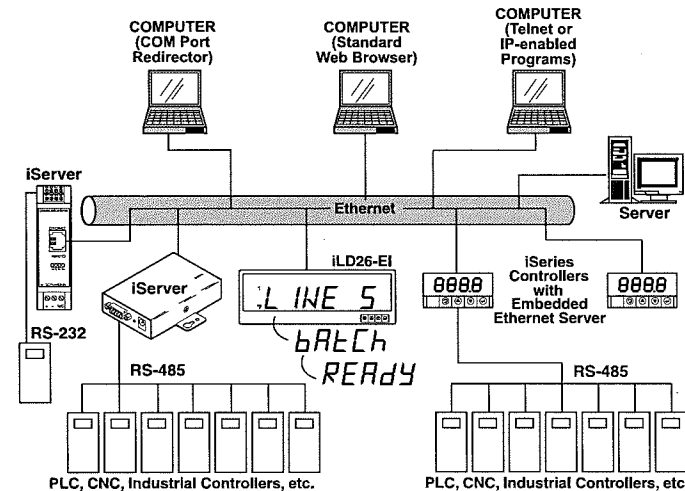 COMPUTER
(COM Port
Redirector)
COMPUTER
(Standard
Web Browser)
COMPUTER
(Telnet or
IP-enabled
Programs)
iServer
Ethernet
Server
iServer
iLD26-EI
LINE 5
bAtCh
REAdY
888.8
iSeries
Controllers
with
Embedded
Ethernet Server
888.8
RS-232
RS-485
RS-485
PLC, CNC, Industrial Controllers, etc.
PLC, CNC, Industrial Controllers, etc